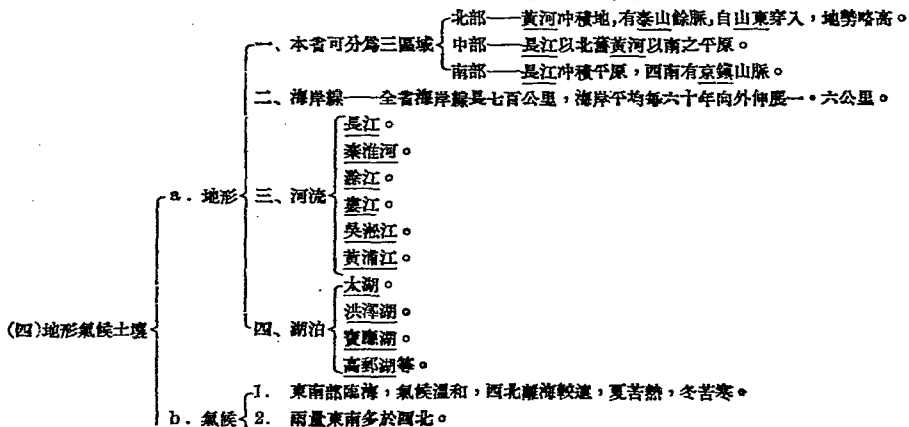 北部——黃河冲積地,有泰山餘脈,自山東穿入，地勢略高。
一、本省可分爲三區域
中部——長江以北舊黃河以南之平原。
南部——長江冲積平原，西南有京鎮山脈。
二、海岸線——全省海岸線長七百公里，海岸平均每六十年向外伸展一・六公里。
a．地形
三、河流
長江。
秦淮河。
滁江。
婁江。
吳淞江。
黃浦江。
四、湖泊
太湖。
洪澤湖。
寶應湖。
高郵湖等。
(四)地形氣候土壤
b．氣候
1. 東南部臨海，氣候溫和，西北離海較遠，夏苦熱，冬苦寒。
2. 雨量東南多於西北。